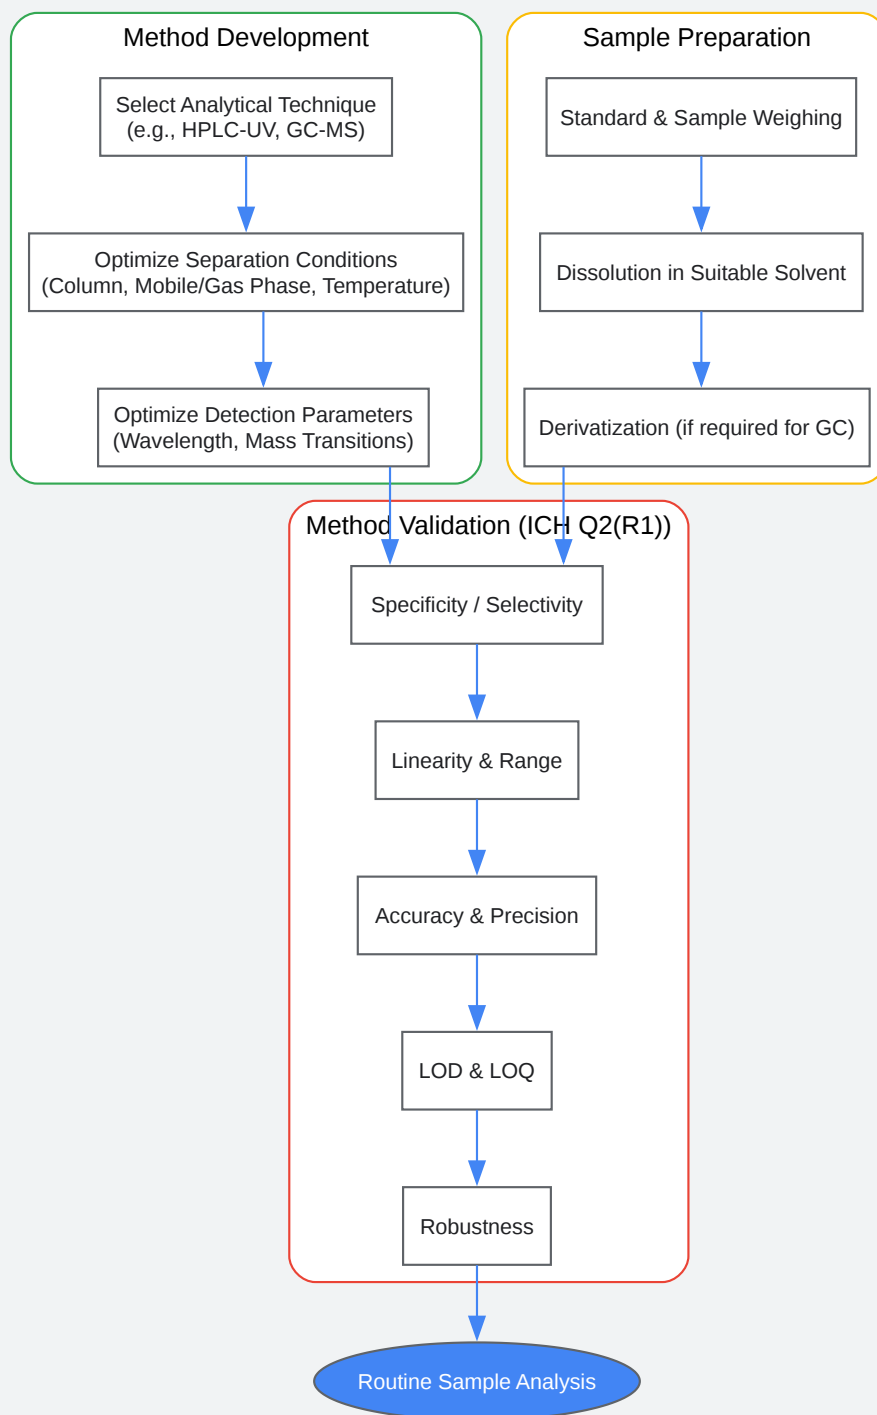 Method Development
Select Analytical Technique
(e.g., HPLC-UV, GC-MS)
Optimize Separation Conditions
(Column, Mobile/Gas Phase, Temperature)
Optimize Detection Parameters
(Wavelength, Mass Transitions)
Sample Preparation
Standard & Sample Weighing
Dissolution in Suitable Solvent
Derivatization (if required for GC)
Method Validation (ICH Q2(R1))
Specificity / Selectivity
Linearity & Range
Accuracy & Precision
LOD & LOQ
Robustness
Routine Sample Analysis